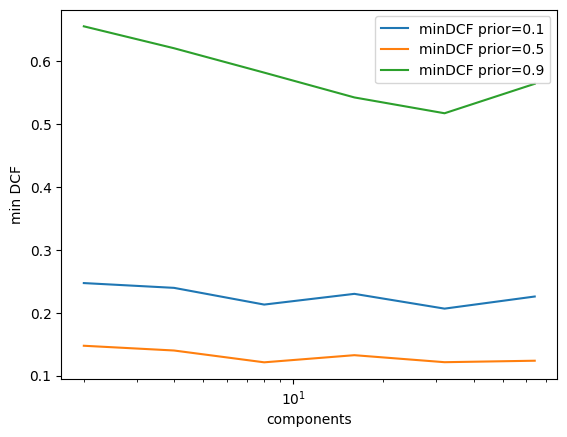 minDCF prior=0.1
minDCF prior=0.5
minDCF prior=0.9
0.6
0.5
0.4
0.3
0.2
0.1
min DCF
10¹
components